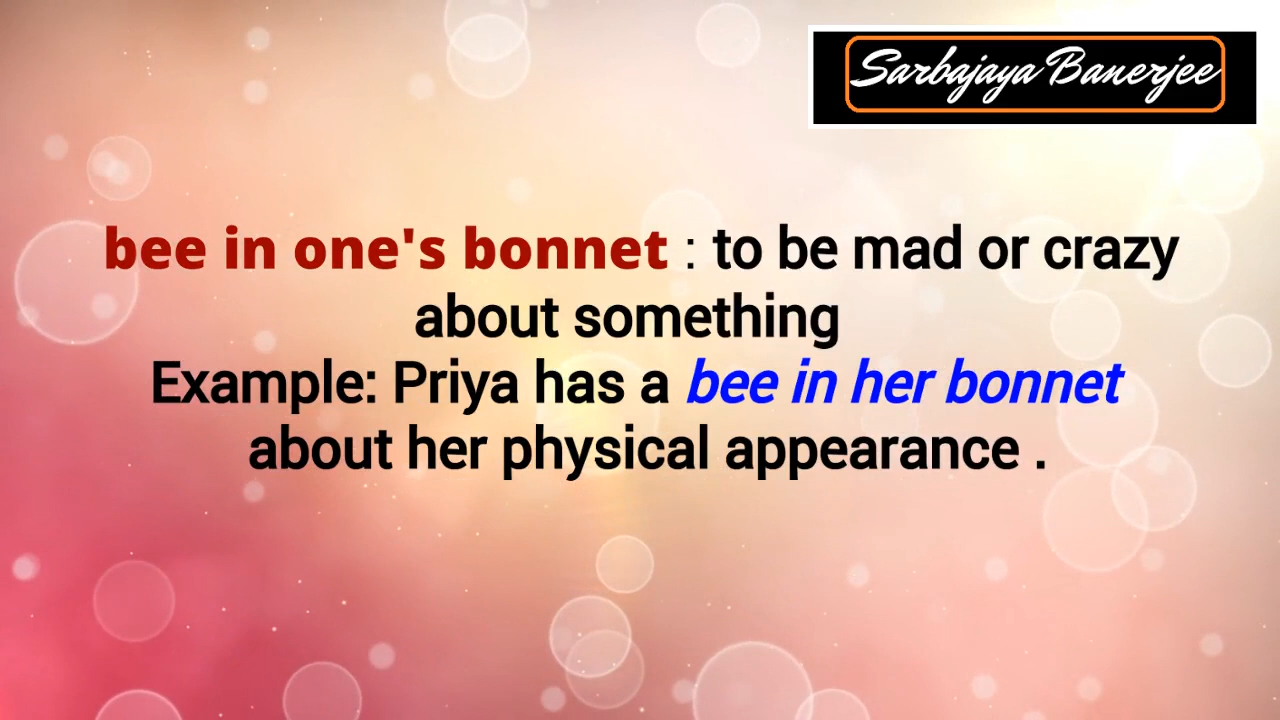 Sarbajaya Banerjee
bee in one's bonnet : to be mad or crazy
about something
Example: Priya has a bee in her bonnet
about her physical appearance .